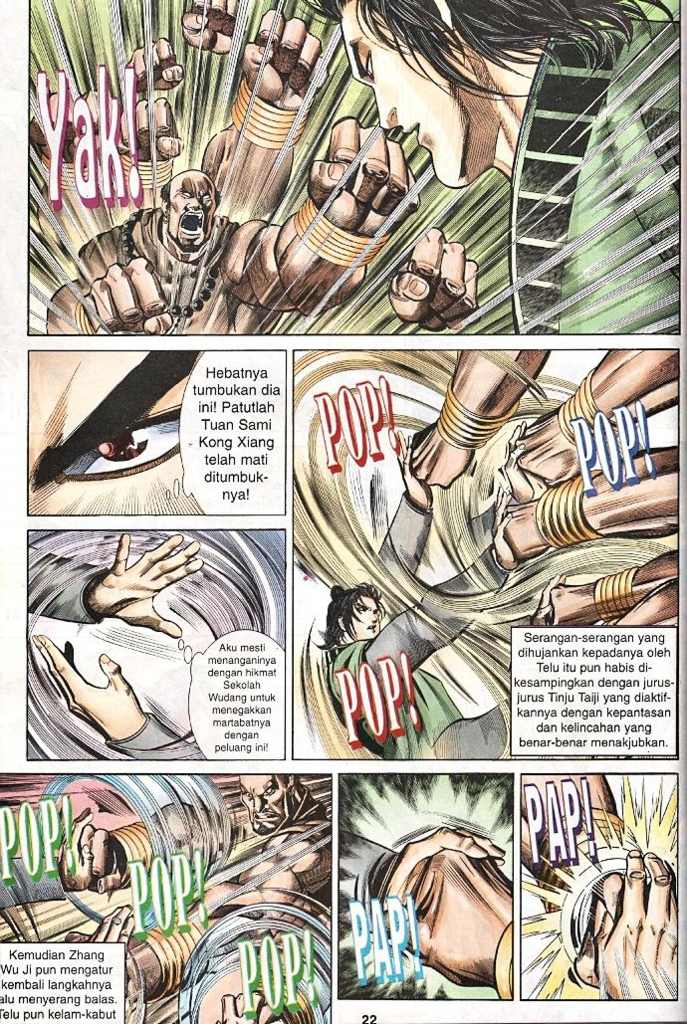 Yak!
Hebatnya
tumbukan dia
ini! Patutlah
Tuan Sami
Kong Xiang
telah mati
ditumbuk-
nya!
POP!
POP!
Aku mesti
menanganinya
dengan hikmat
Sekolah
Wudang untuk
menegakkan
martabatnya
dengan
peluang ini!
POP!
Serangan-serangan yang
dihujankan kepadanya oleh
Telu itu pun habis di-
kesampingkan dengan jurus-
jurus Tinju Taiji yang diaktif-
kannya dengan kepantasan
dan kelincahan yang
benar-benar menakjubkan.
POP!
POP!
POP!
Kemudian Zhang
Wu Ji pun mengatur
kembali langkahnya
alu menyerang balas.
Telu pun kelam-kabut
PAP!
PAP!
22